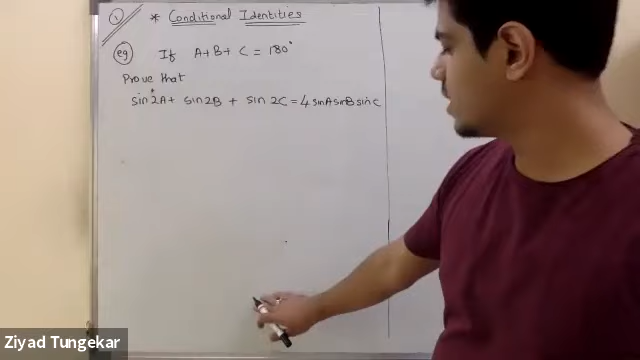 ① * Conditional Identities
eg If A+B+C = 180°
Prove that
sin 2A + sin 2B + sin 2C = 4 sinA sinB sinC
Ziyad Tungekar